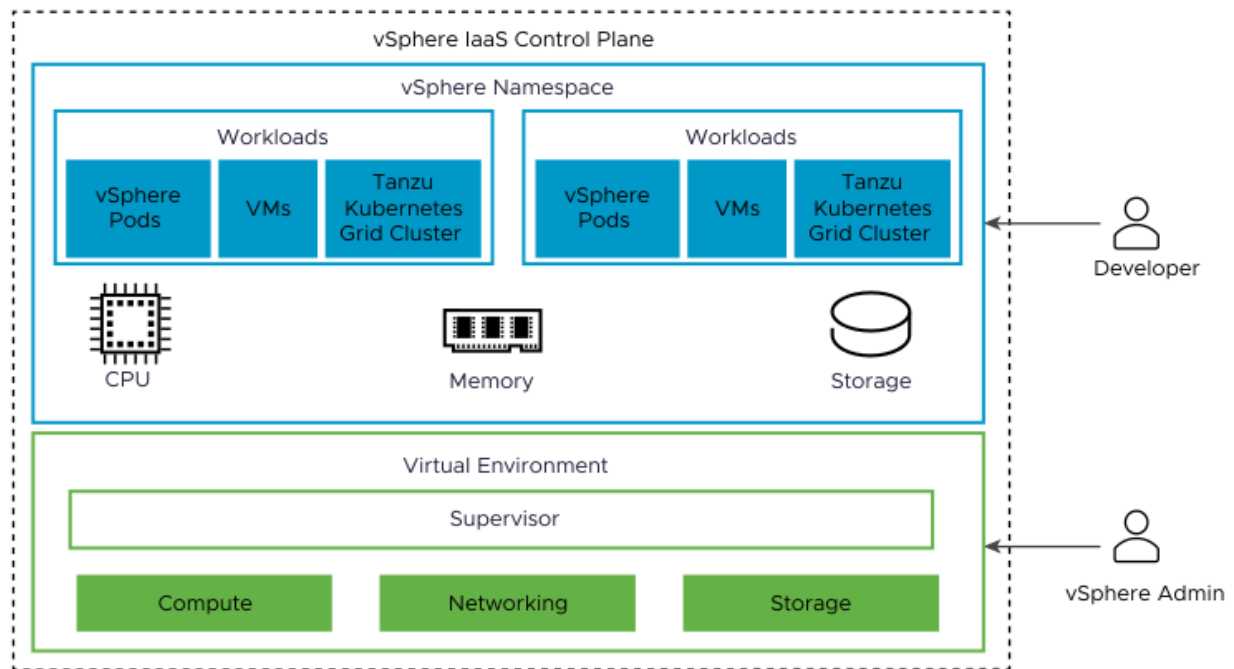 vSphere IaaS Control Plane
vSphere Namespace
Workloads
vSphere
Pods
VMs
Tanzu
Kubernetes
Grid Cluster
Workloads
vSphere
Pods
VMs
Tanzu
Kubernetes
Grid Cluster
Developer
CPU
Memory
Storage
Virtual Environment
Supervisor
Compute
Networking
Storage
vSphere Admin